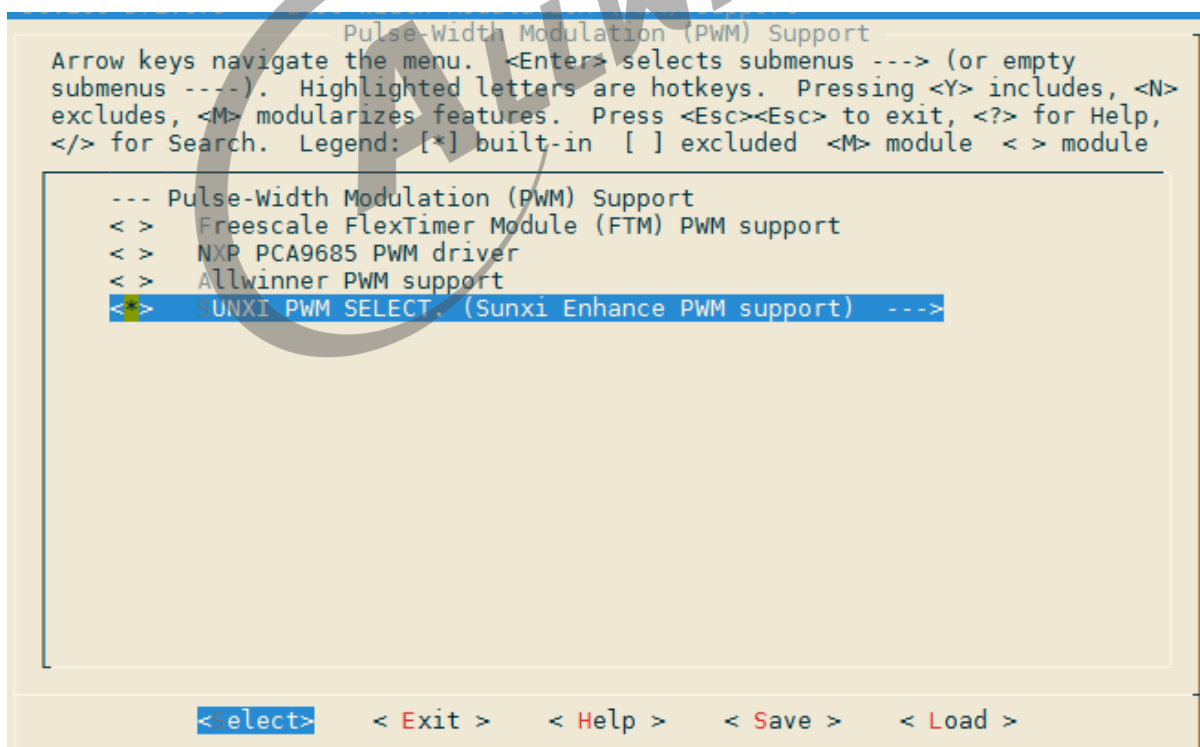 Pulse-Width Modulation (PWM) Support
Arrow keys navigate the menu.  <Enter> selects submenus ---> (or empty
submenus ----).  Highlighted letters are hotkeys.  Pressing <Y> includes, <N>
excludes, <M> modularizes features.  Press <Esc><Esc> to exit, <?> for Help,
</> for Search.  Legend: [*] built-in  [ ] excluded  <M> module  < > module
--- Pulse-Width Modulation (PWM) Support
< >   Freescale FlexTimer Module (FTM) PWM support
< >   NXP PCA9685 PWM driver
< >   Allwinner PWM support
<*>   SUNXI PWM SELECT. (Sunxi Enhance PWM support)  --->
<Select>    < Exit >    < Help >    < Save >    < Load >